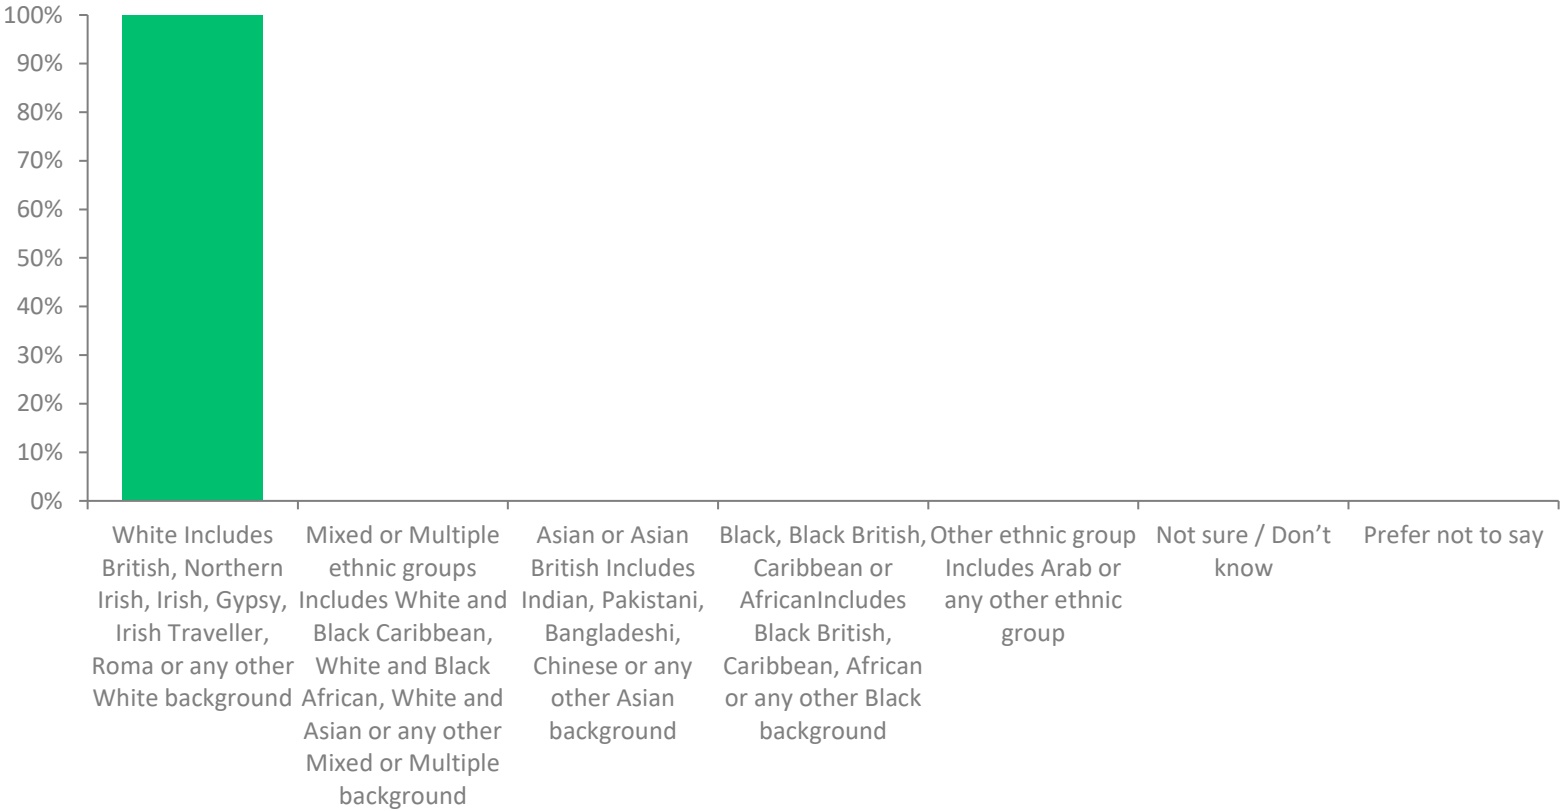 100%
90%
80%
70%
60%
50%
40%
30%
20%
10%
0%
White Includes
British, Northern
Irish, Irish, Gypsy,
Irish Traveller,
Roma or any other
White background
Mixed or Multiple
ethnic groups
Includes White and
Black Caribbean,
White and Black
African, White and
Asian or any other
Mixed or Multiple
background
Asian or Asian
British Includes
Indian, Pakistani,
Bangladeshi,
Chinese or any
other Asian
background
Black, Black British,
Caribbean or
AfricanIncludes
Black British,
Caribbean, African
or any other Black
background
Other ethnic group
Includes Arab or
any other ethnic
group
Not sure / Don’t
know
Prefer not to say